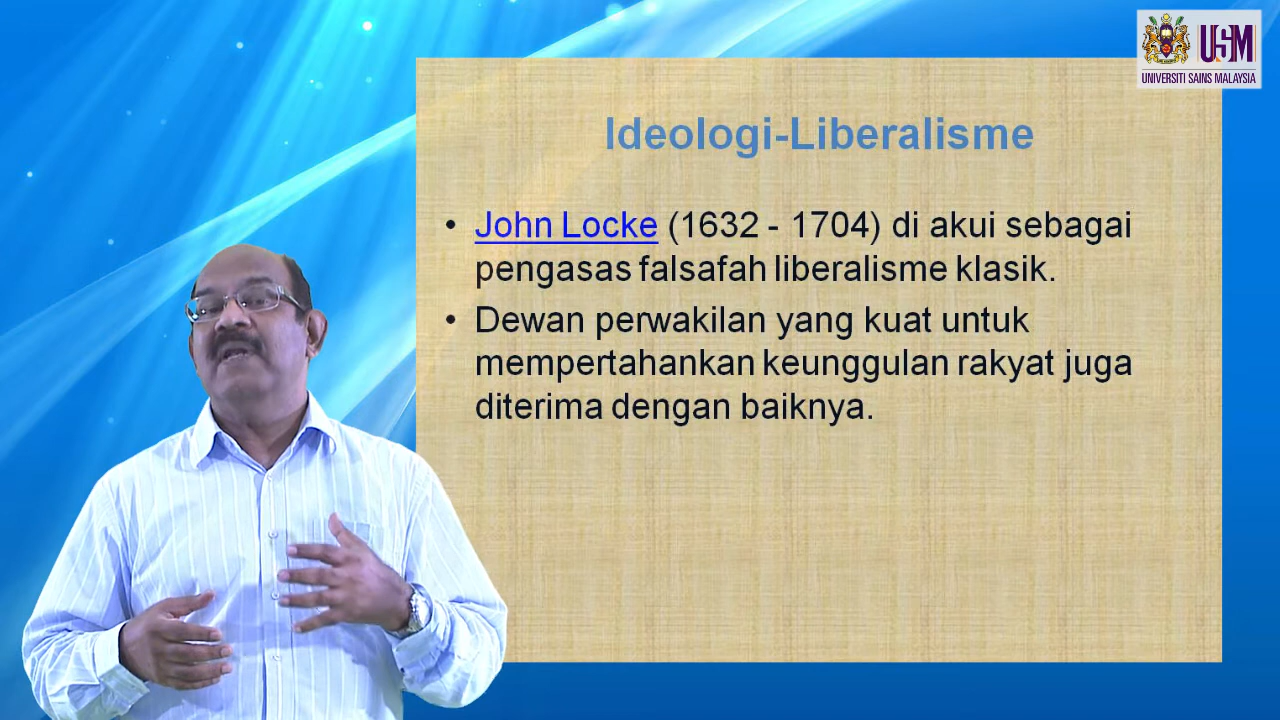 USM
UNIVERSITI SAINS MALAYSIA
Ideologi-Liberalisme
• John Locke (1632 - 1704) di akui sebagai
pengasas falsafah liberalisme klasik.
• Dewan perwakilan yang kuat untuk
mempertahankan keunggulan rakyat juga
diterima dengan baiknya.